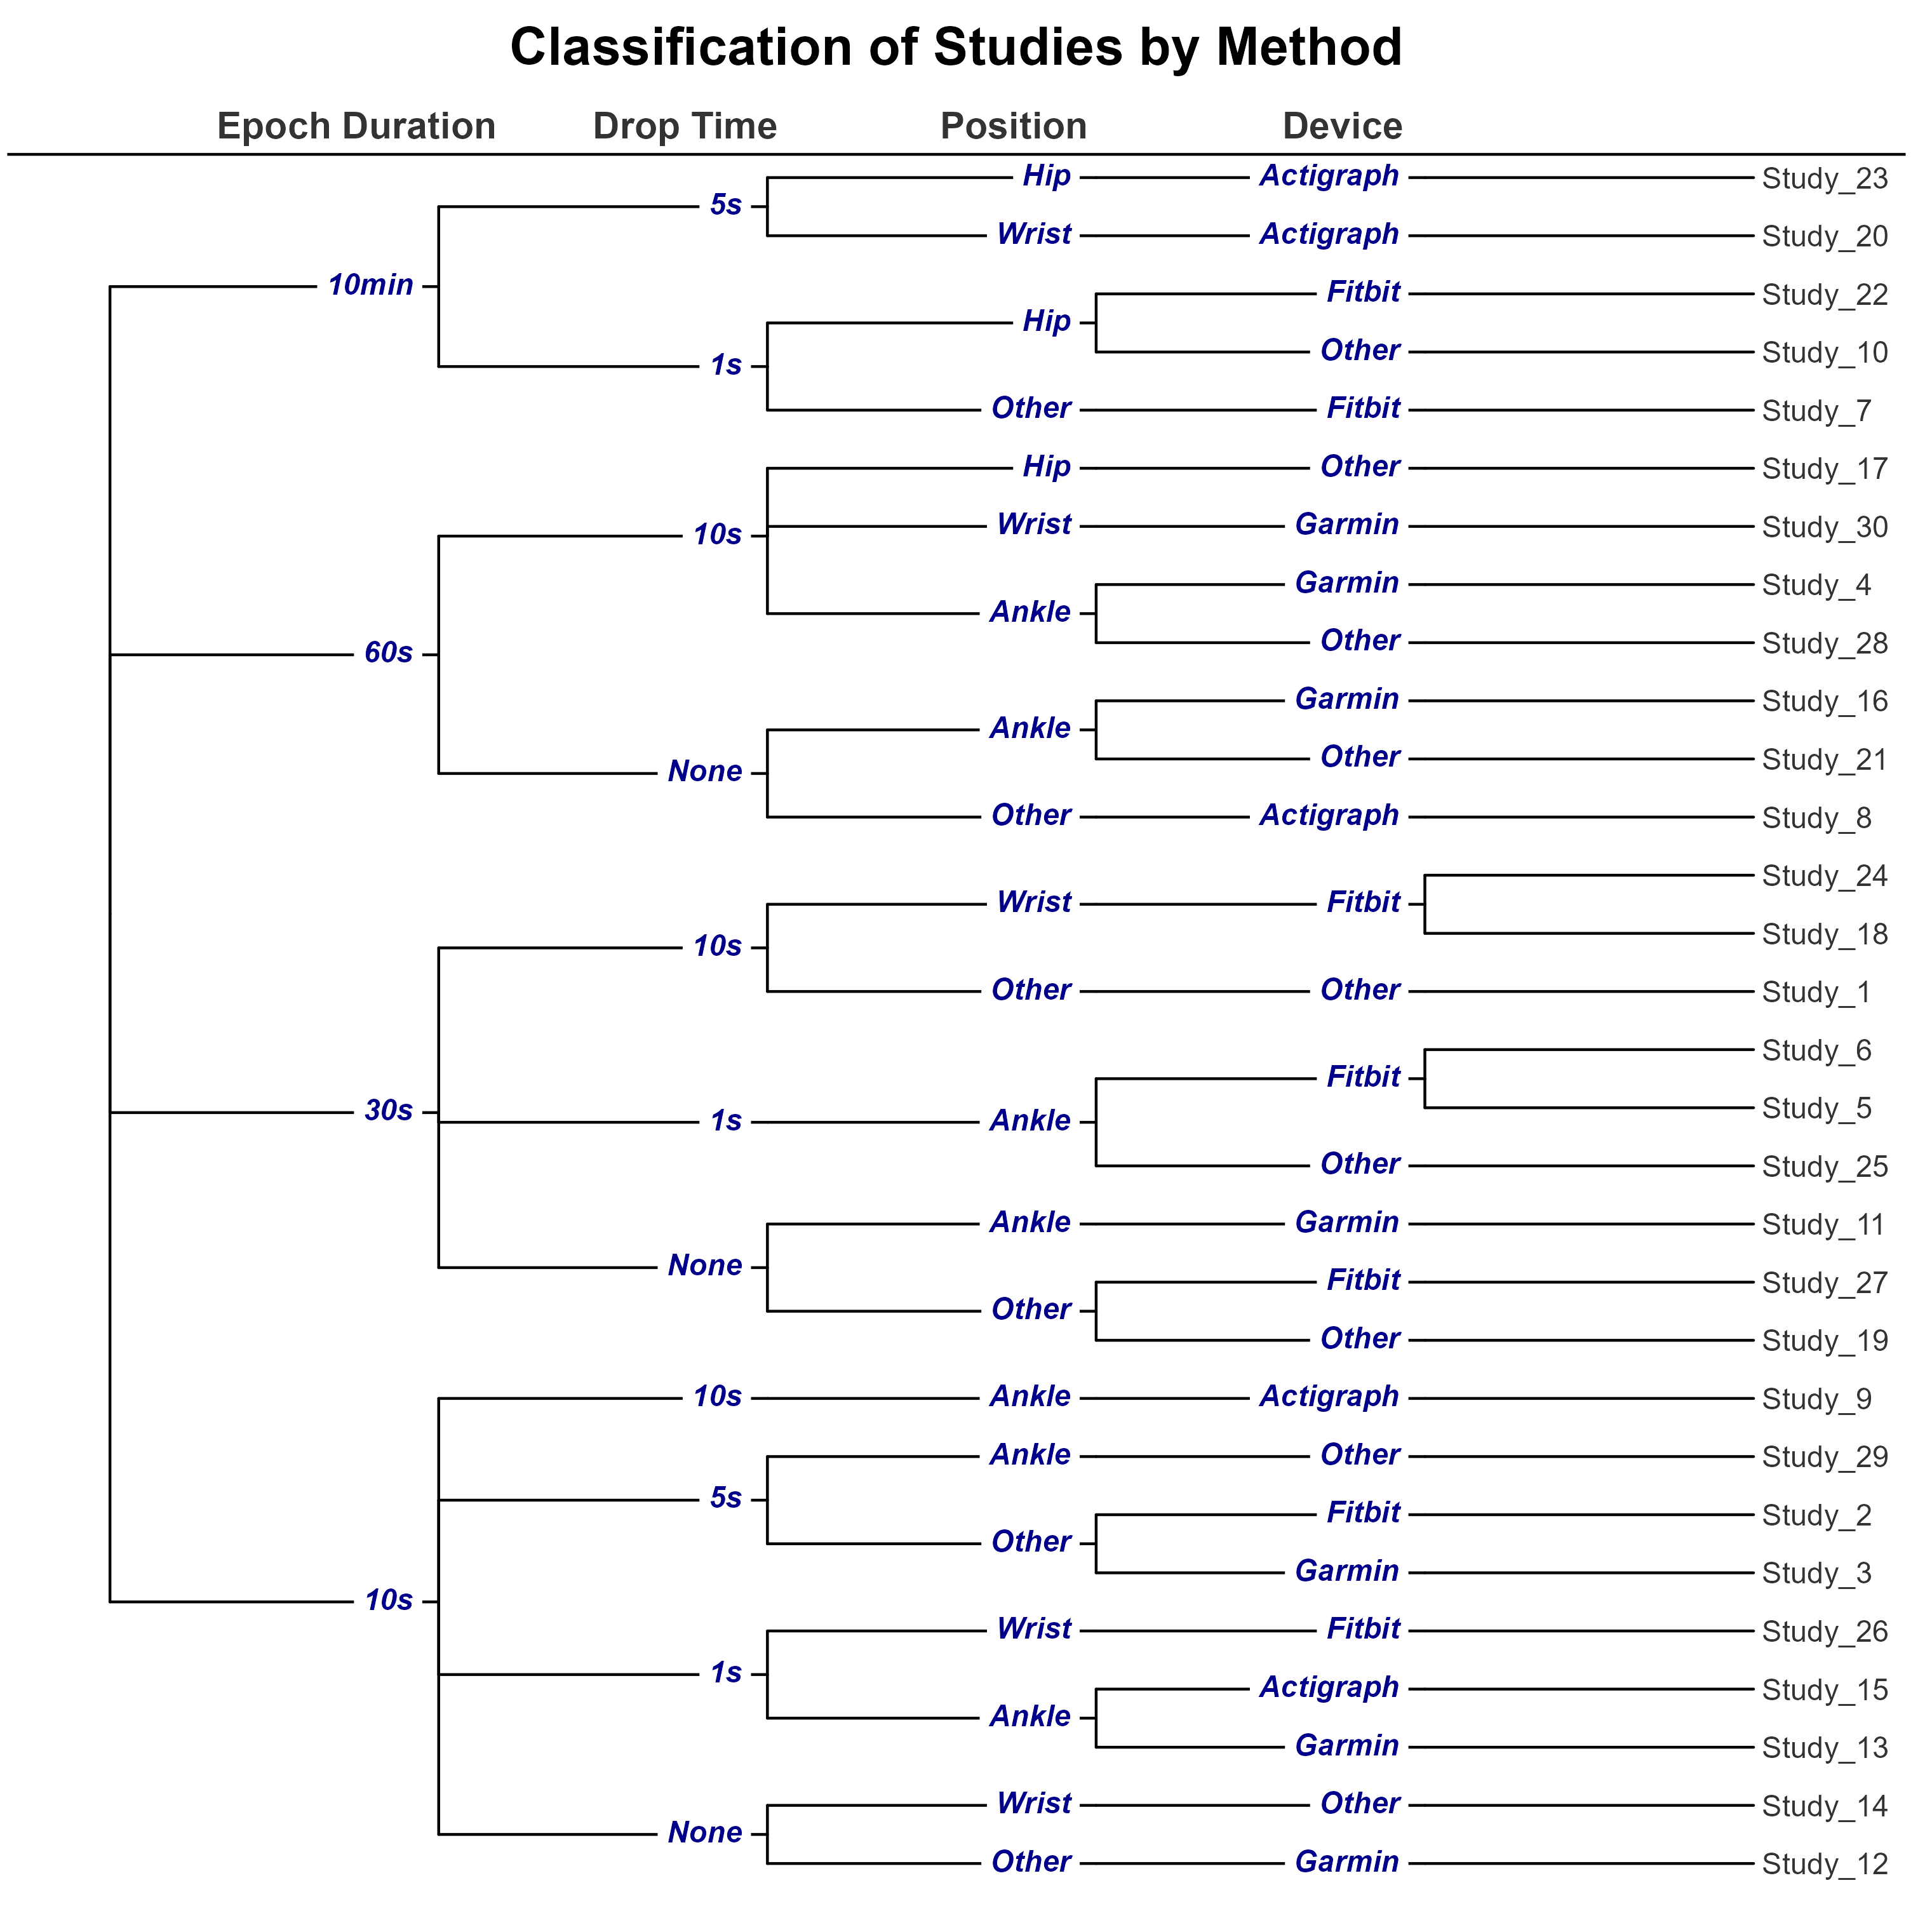 Classification of Studies by Method
Epoch Duration Drop Time Position Device
Hip Actigraph Study_23
5s
Wrist Actigraph Study_20
10min
Fitbit Study_22
Hip
Other Study_10
1s
Other Fitbit Study_7
Hip Other Study_17
Wrist Garmin Study_30
10s
Garmin Study_4
Ankle
Other Study_28
60s
Garmin Study_16
Ankle
Other Study_21
None
Other Actigraph Study_8
Study_24
Wrist Fitbit
Study_18
10s
Other Other Study_1
Study_6
Fitbit
Study_5
30s
1s Ankle
Other Study_25
Ankle Garmin Study_11
None
Fitbit Study_27
Other
Other Study_19
10s Ankle Actigraph Study_9
Ankle Other Study_29
5s
Fitbit Study_2
Other
Garmin Study_3
10s
Wrist Fitbit Study_26
1s
Actigraph Study_15
Ankle
Garmin Study_13
Wrist Other Study_14
None
Other Garmin Study_12